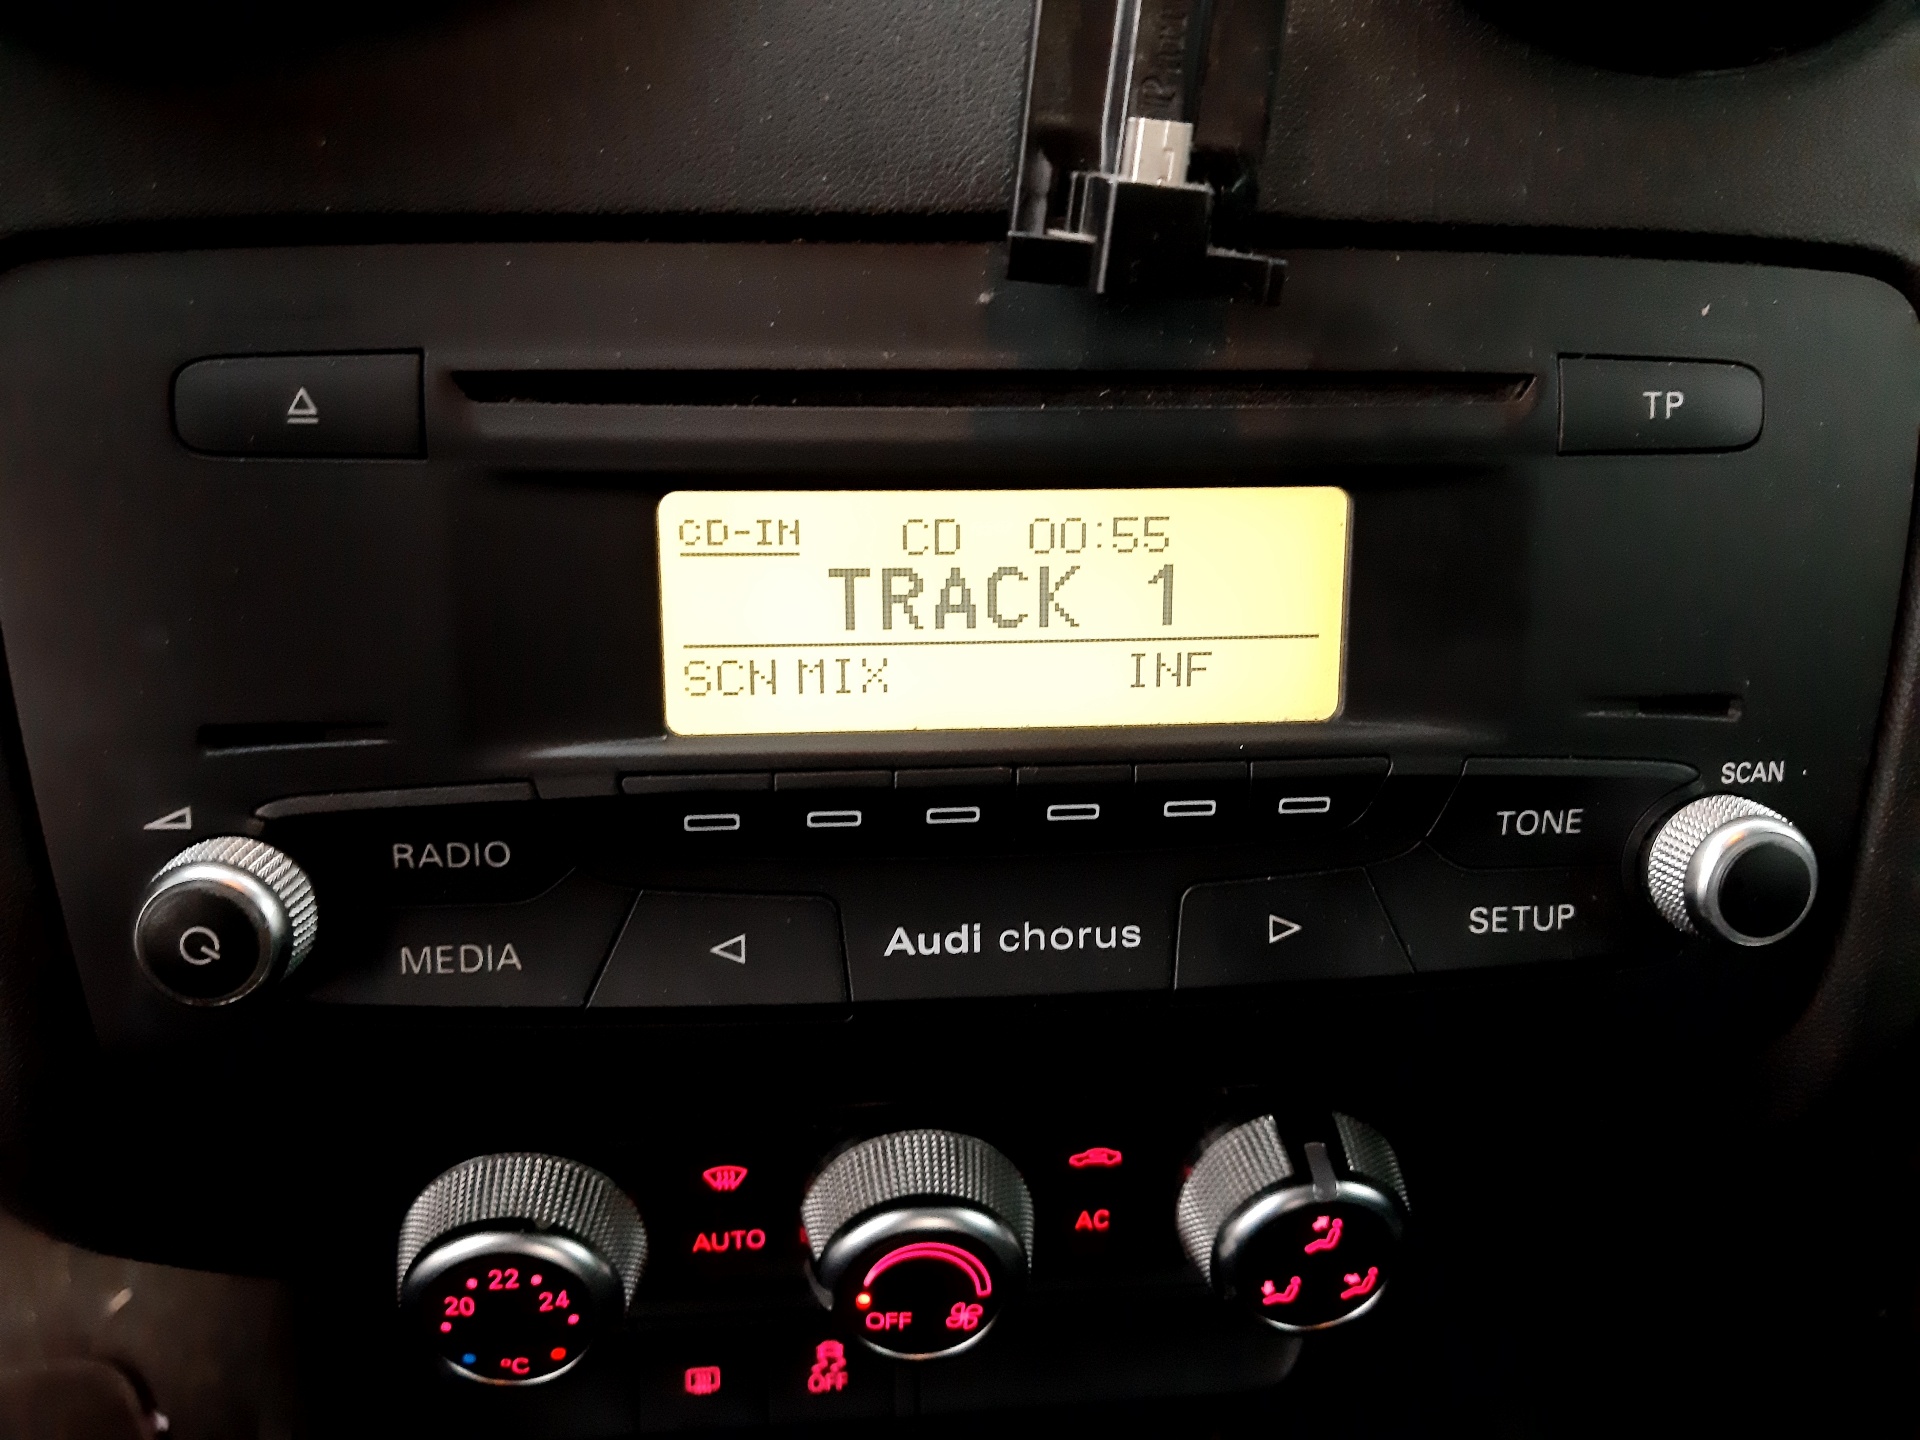 TP
CD-IN CD 00:55
TRACK 1
SCN MIX INF
SCAN
RADIO TONE
MEDIA Audi chorus SETUP
AUTO AC
20 22 24
°C
OFF
OFF